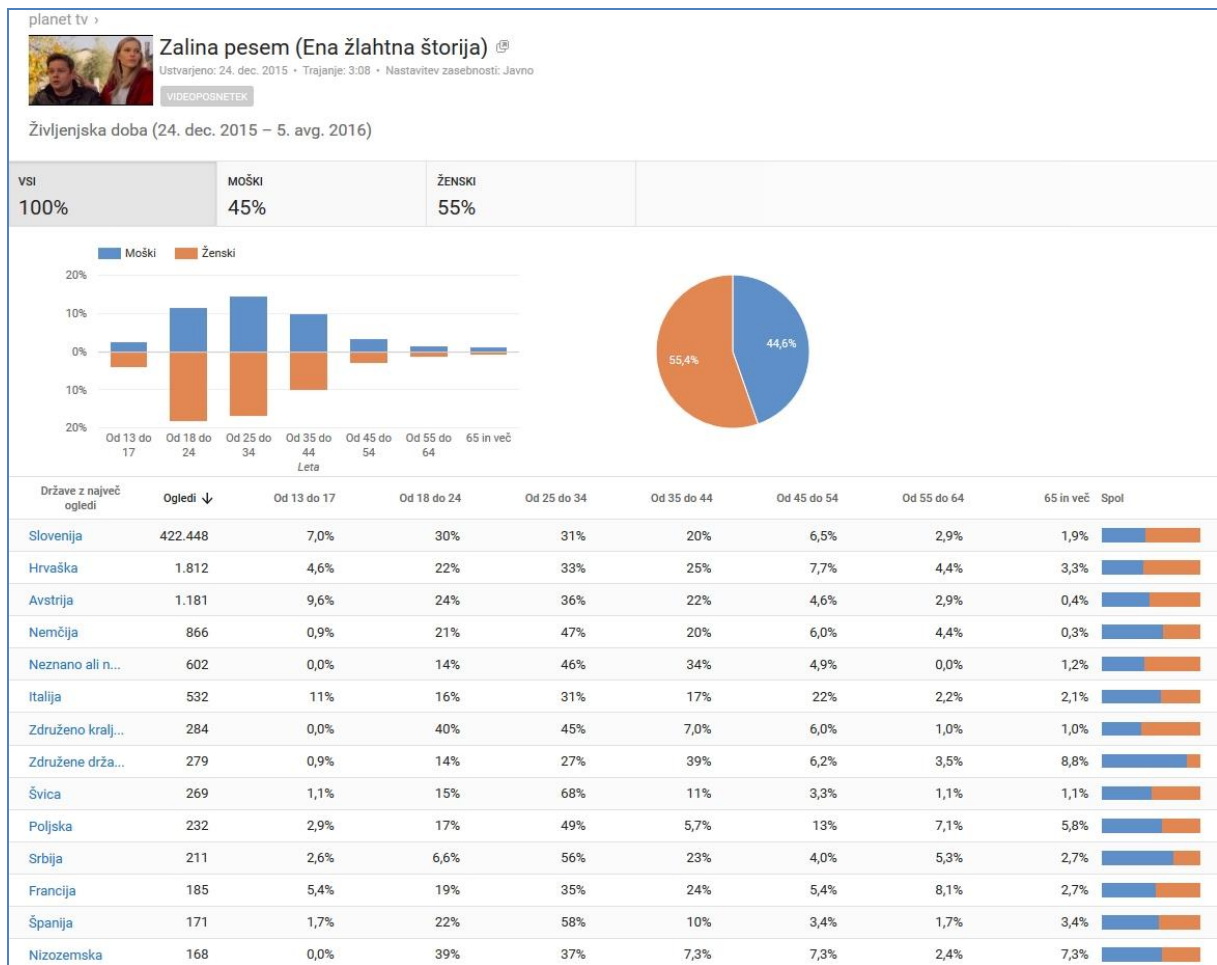 planet tv ›
Zalina pesem (Ena žlahtna štorija)
Ustvarjeno: 24. dec. 2015 • Trajanje: 3:08 • Nastavitev zasebnosti: Javno
VIDEOPOSNETEK
Življenjska doba (24. dec. 2015 – 5. avg. 2016)
VSI MOŠKI ŽENSKI
100% 45% 55%
Moški Ženski
20%
10%
0%
10%
20%
Od 13 do 17 Od 18 do 24 Od 25 do 34 Od 35 do 44 Od 45 do 54 Od 55 do 64 65 in več
Leta
44,6%
55,4%
Države z največ ogledi Ogledi ↓ Od 13 do 17 Od 18 do 24 Od 25 do 34 Od 35 do 44 Od 45 do 54 Od 55 do 64 65 in več Spol
Slovenija 422.448 7,0% 30% 31% 20% 6,5% 2,9% 1,9%
Hrvaška 1.812 4,6% 22% 33% 25% 7,7% 4,4% 3,3%
Avstrija 1.181 9,6% 24% 36% 22% 4,6% 2,9% 0,4%
Nemčija 866 0,9% 21% 47% 20% 6,0% 4,4% 0,3%
Neznano ali n... 602 0,0% 14% 46% 34% 4,9% 0,0% 1,2%
Italija 532 11% 16% 31% 17% 22% 2,2% 2,1%
Združeno kralj... 284 0,0% 40% 45% 7,0% 6,0% 1,0% 1,0%
Združene drža... 279 0,9% 14% 27% 39% 6,2% 3,5% 8,8%
Švica 269 1,1% 15% 68% 11% 3,3% 1,1% 1,1%
Poljska 232 2,9% 17% 49% 5,7% 13% 7,1% 5,8%
Srbija 211 2,6% 6,6% 56% 23% 4,0% 5,3% 2,7%
Francija 185 5,4% 19% 35% 24% 5,4% 8,1% 2,7%
Španija 171 1,7% 22% 58% 10% 3,4% 1,7% 3,4%
Nizozemska 168 0,0% 39% 37% 7,3% 7,3% 2,4% 7,3%